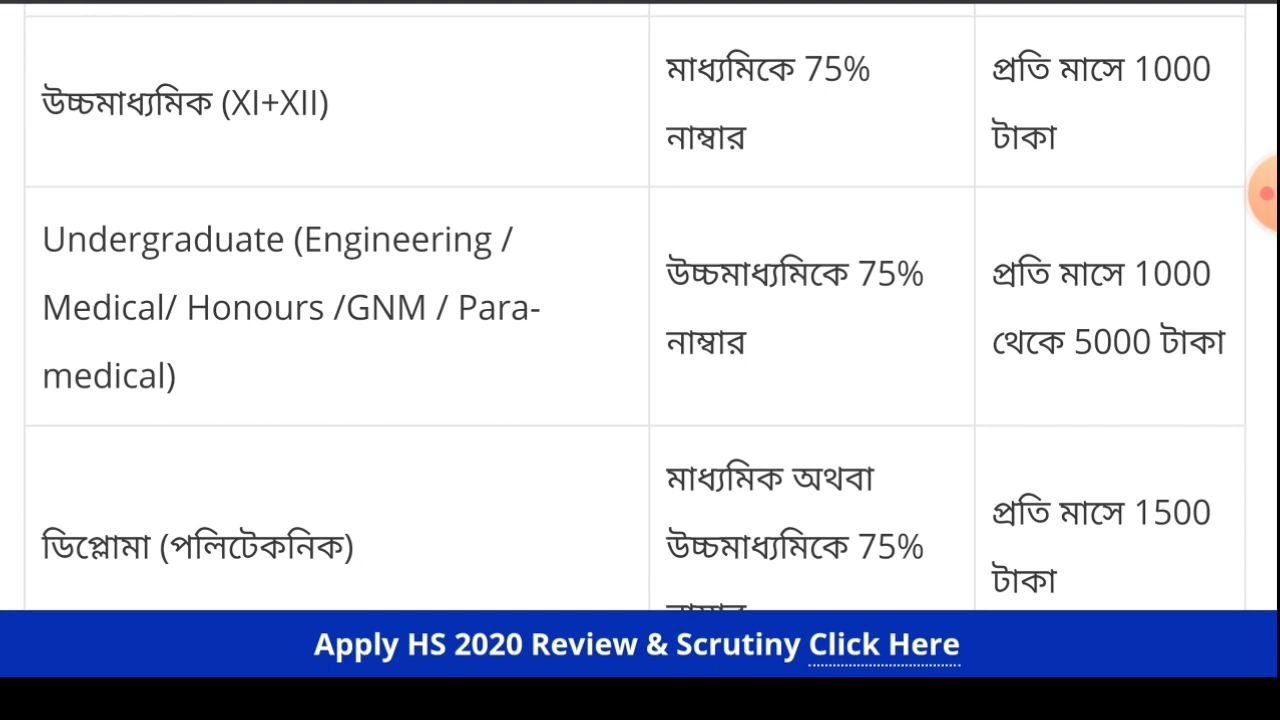 উচ্চমাধ্যমিক (XI+XII)
মাধ্যমিকে 75%
নাম্বার
প্রতি মাসে 1000
টাকা
Undergraduate (Engineering /
Medical/ Honours /GNM / Para-
medical)
উচ্চমাধ্যমিকে 75%
নাম্বার
প্রতি মাসে 1000
থেকে 5000 টাকা
ডিপ্লোমা (পলিটেকনিক)
মাধ্যমিক অথবা
উচ্চমাধ্যমিকে 75%
প্রতি মাসে 1500
টাকা
Apply HS 2020 Review & Scrutiny Click Here